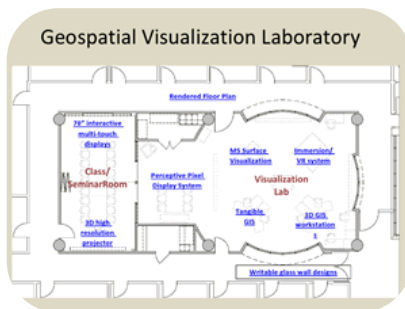 Geospatial Visualization Laboratory
Rendered Floor Plan
70" interactive
multi-touch
displays
Class/
SeminarRoom
3D high
resolution
projector
Perceptive Pixel
Display System
MS Surface
Visualization
Immersion/
VR system
Visualization
Lab
Tangible
GIS
3D GIS
workstation
s
Writable glass wall designs